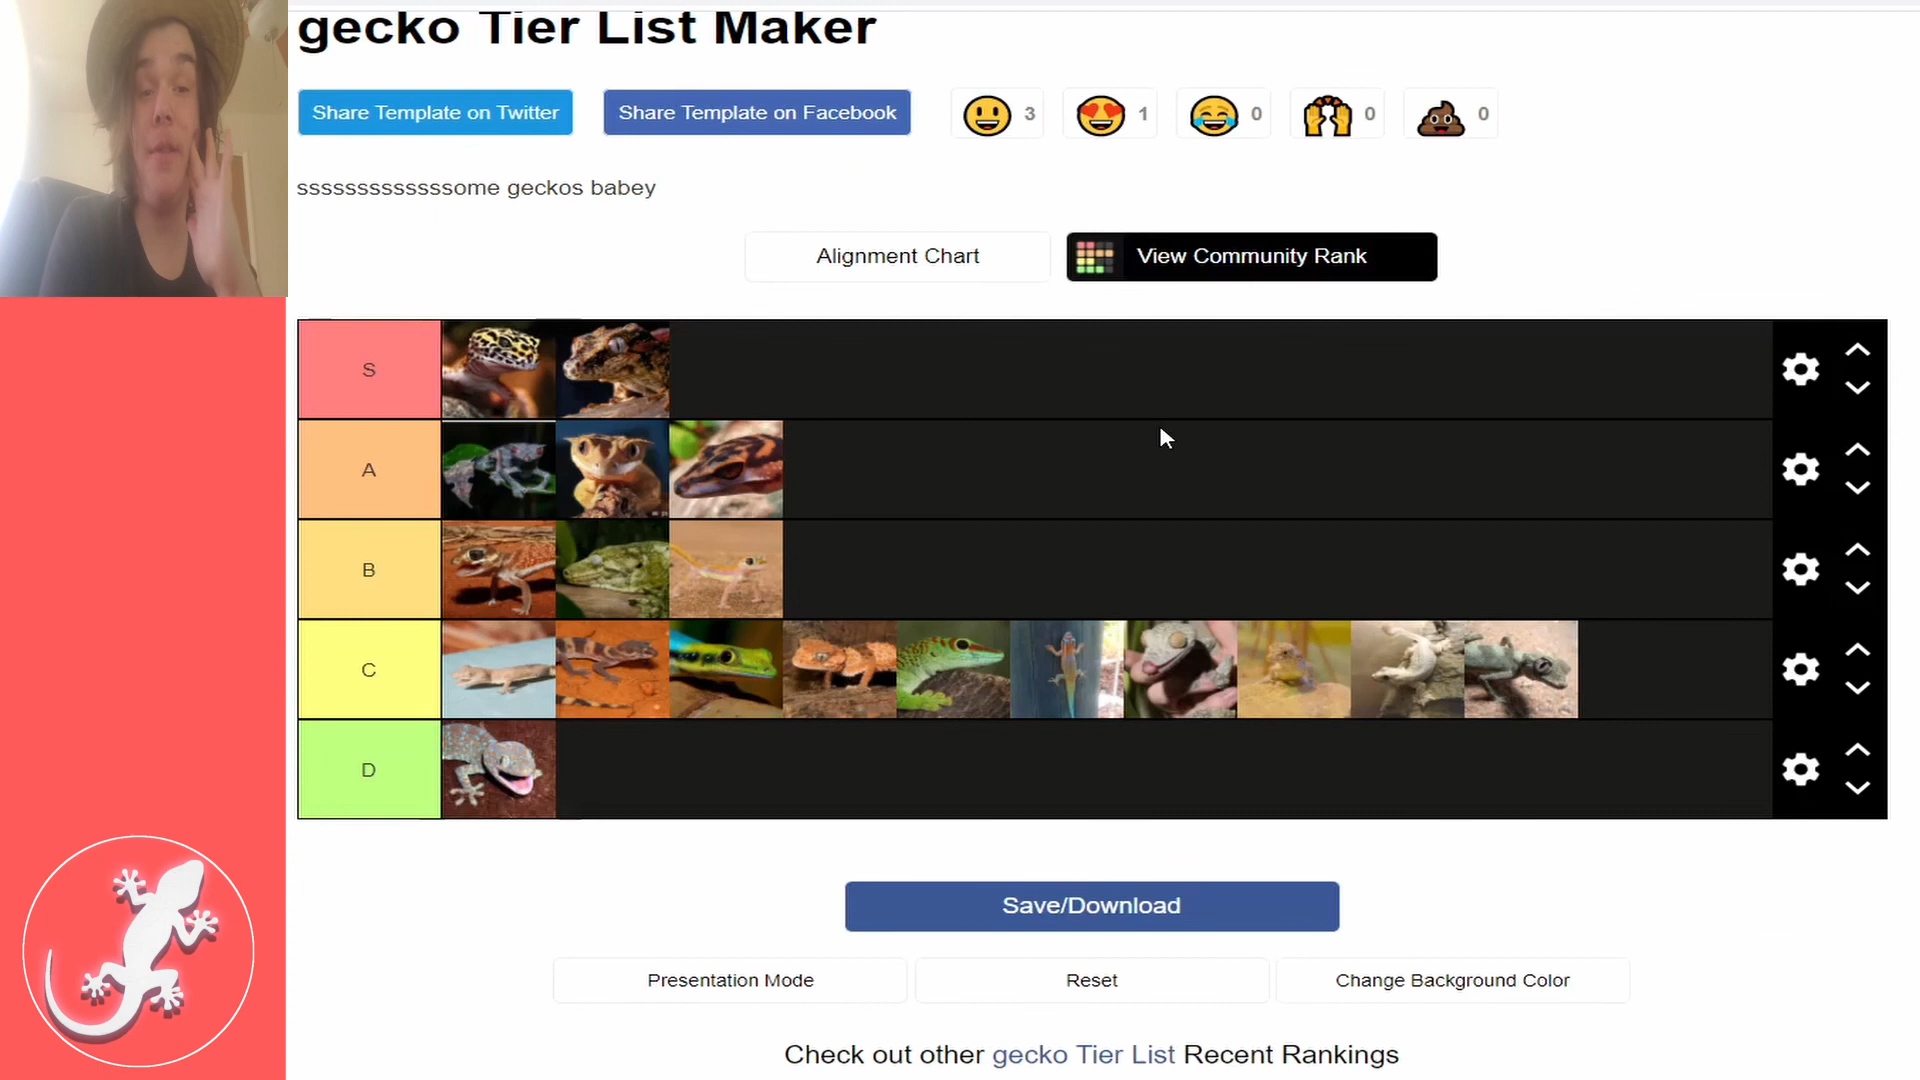 gecko Tier List Maker
Share Template on Twitter
Share Template on Facebook
3
1
0
0
0
sssssssssssssome geckos babey
Alignment Chart
View Community Rank
S
A
B
C
D
Save/Download
Presentation Mode
Reset
Change Background Color
Check out other gecko Tier List Recent Rankings